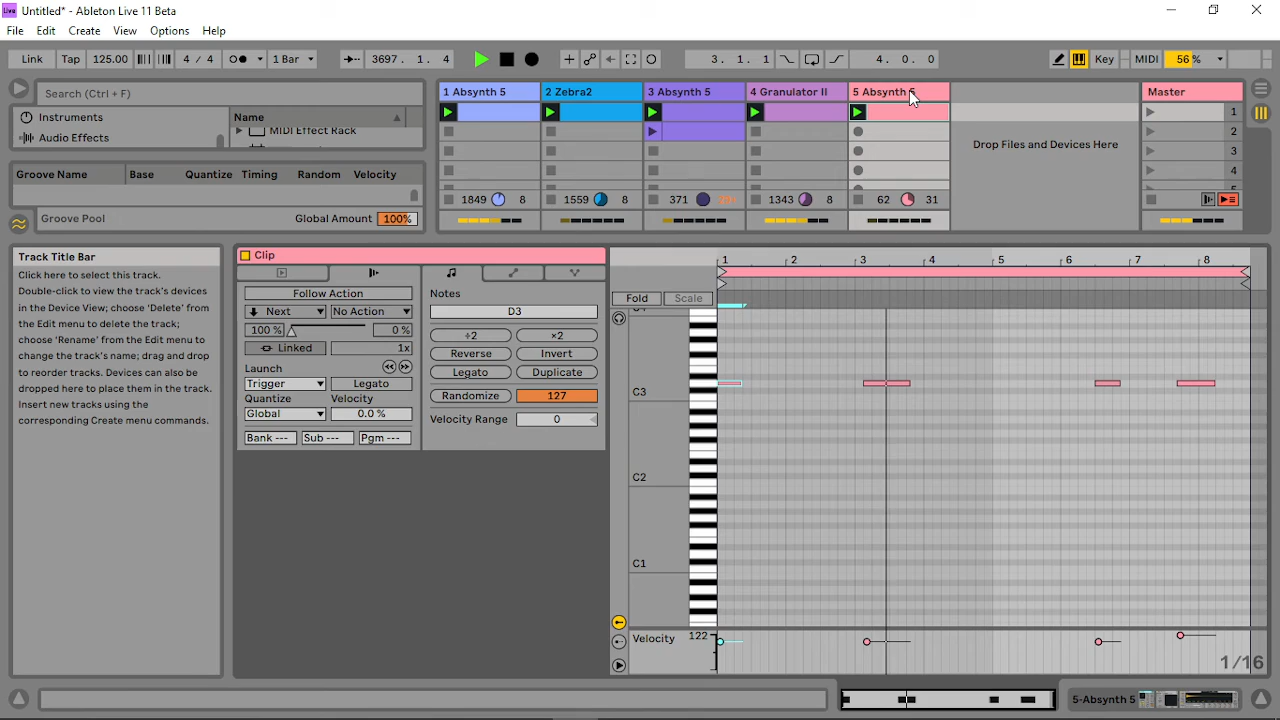 Live Untitled* - Ableton Live 11 Beta
File Edit Create View Options Help
Link Tap 125.00 4 / 4 1 Bar 3697. 1. 4 3. 1. 1 4. 0. 0 Key MIDI 56 %
Search (Ctrl + F)
Instruments
Audio Effects
Name
MIDI Effect Rack
Groove Name Base Quantize Timing Random Velocity
Groove Pool Global Amount 100%
1 Absynth 5 2 Zebra2 3 Absynth 5 4 Granulator II 5 Absynth 5 Master
1
2
3
4
Drop Files and Devices Here
1849 8 1559 8 371 1343 8 62 31
Track Title Bar
Click here to select this track.
Double-click to view the track's devices
in the Device View; choose 'Delete' from
the Edit menu to delete the track;
choose 'Rename' from the Edit menu to
change the track's name; drag and drop
to reorder tracks. Devices can also be
dropped here to place them in the track.
Insert new tracks using the
corresponding Create menu commands.
Clip
Follow Action
Next No Action
100 % 0 %
Linked 1x
Launch
Trigger Legato
Quantize Velocity
Global 0.0 %
Bank --- Sub --- Pgm ---
Notes
D3
÷2 ×2
Reverse Invert
Legato Duplicate
Randomize 127
Velocity Range 0
1 2 3 4 5 6 7 8
Fold Scale
C3
C2
C1
Velocity 122
1/16
5-Absynth 5